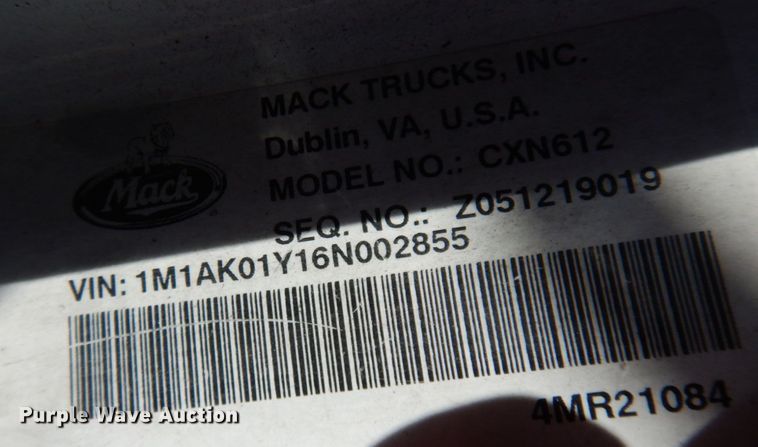 MACK TRUCKS, INC.
Dublin, VA, U.S.A.
Mack
MODEL NO.: CXN612
SEQ. NO.: Z051219019
VIN: 1M1AK01Y16N002855
4MR21084
Purple Wave Auction